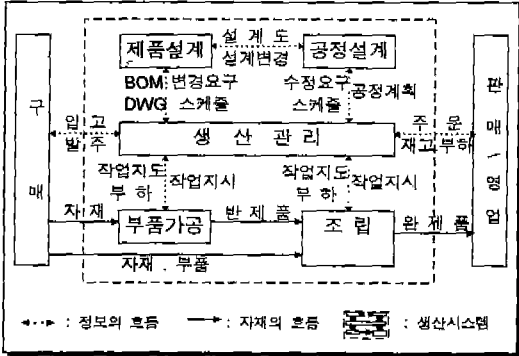 제품설계
설 계 도
설계변경
공정설계
BOM 변경요구
DWG 스케줄
수정요구 공정계획
스케줄
구 매
입 고
발 주
생 산 관 리
주 문
재고 부하
판 매 / 영 업
작업지도
부 하
작업지시
작업지도
부 하
작업지시
자 재
부품가공
반 제 품
조 립
완 제 품
자재 . 부품
: 정보의 흐름
: 자재의 흐름
: 생산시스템